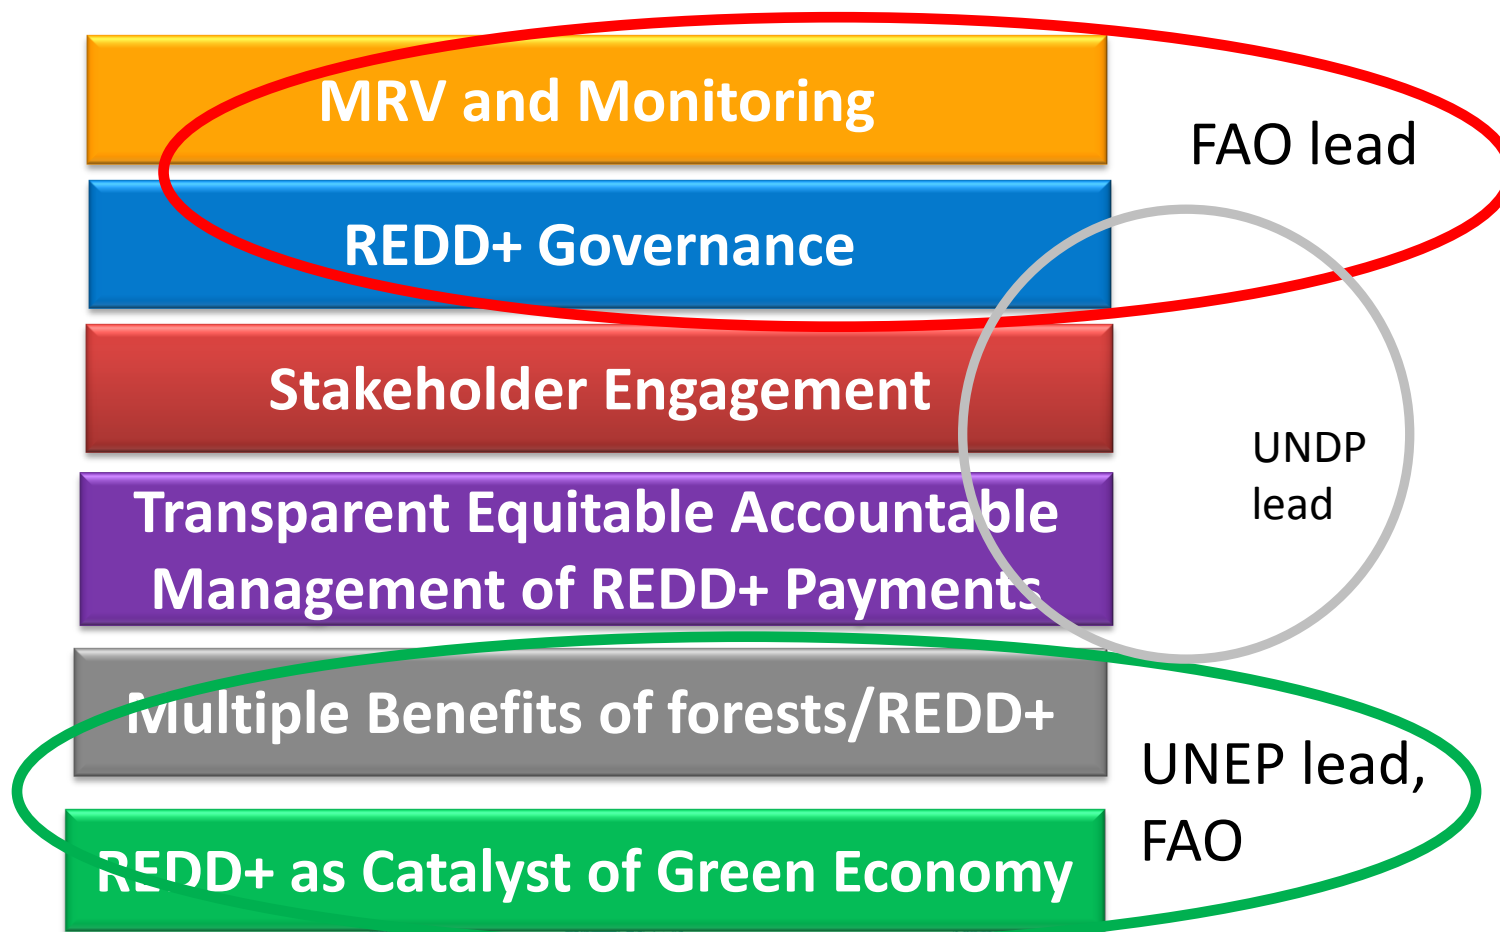 MRV and Monitoring
FAO lead
REDD+ Governance
Stakeholder Engagement
UNDP
lead
Transparent Equitable Accountable
Management of REDD+ Payments
Multiple Benefits of forests/REDD+
UNEP lead,
FAO
REDD+ as Catalyst of Green Economy